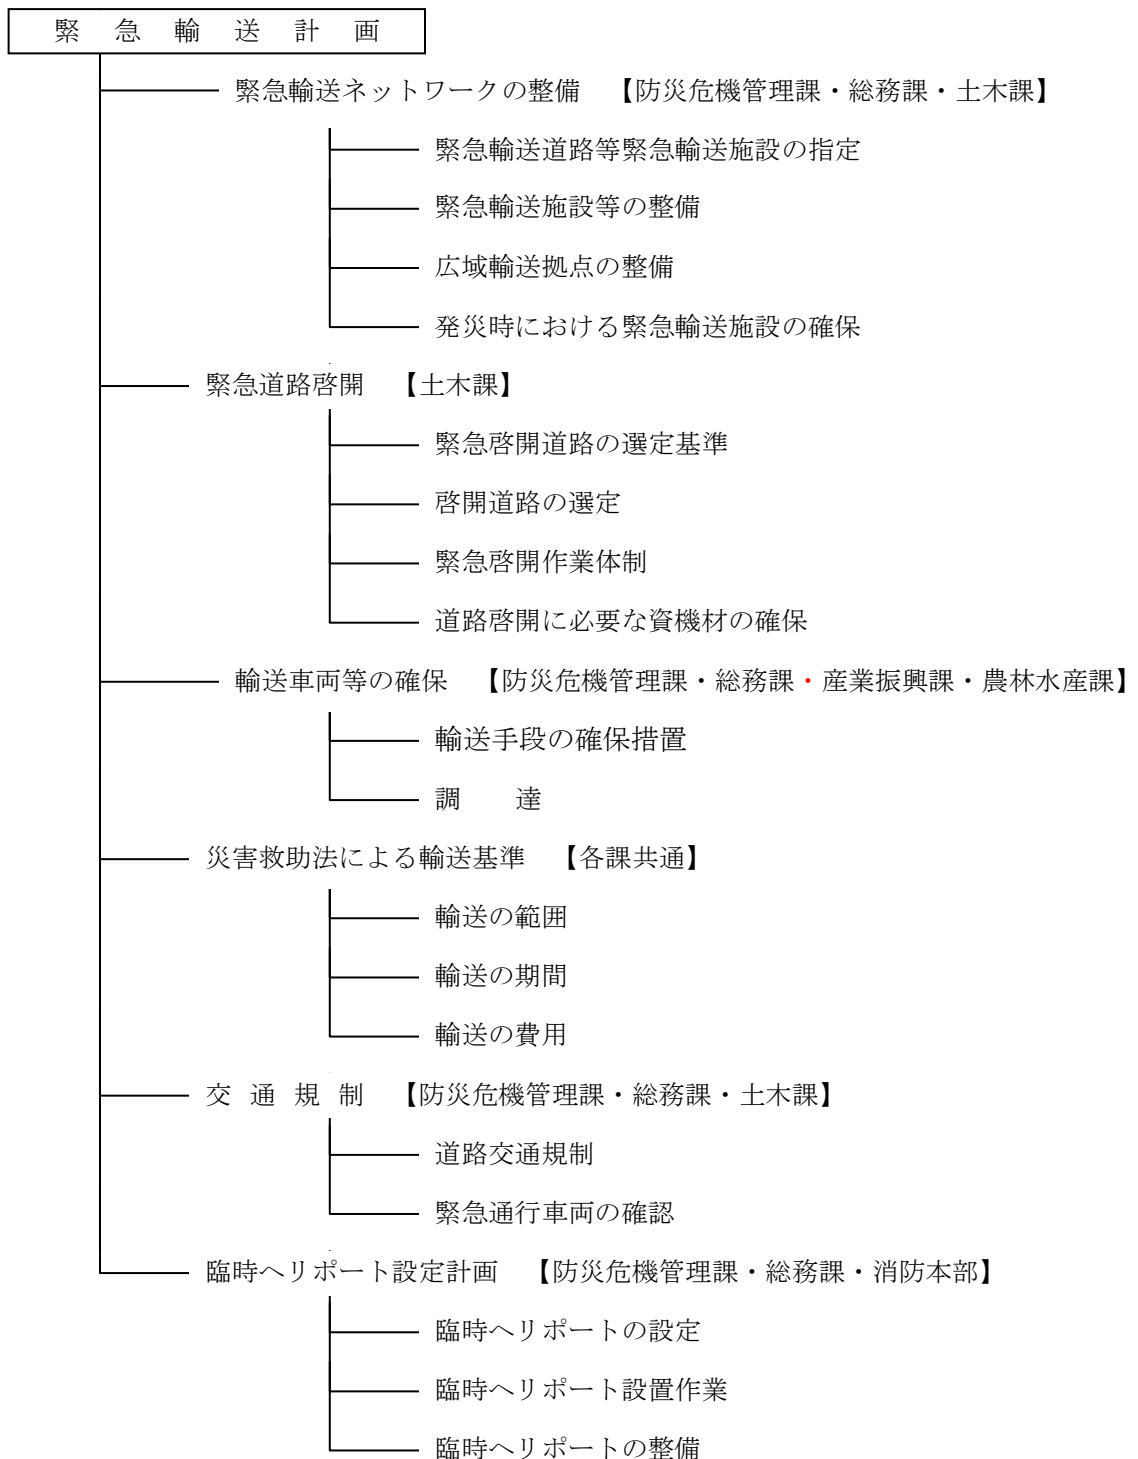 緊急輸送計画
緊急輸送ネットワークの整備　【防災危機管理課・総務課・土木課】
緊急輸送道路等緊急輸送施設の指定
緊急輸送施設等の整備
広域輸送拠点の整備
発災時における緊急輸送施設の確保
緊急道路啓開　【土木課】
緊急啓開道路の選定基準
啓開道路の選定
緊急啓開作業体制
道路啓開に必要な資機材の確保
輸送車両等の確保　【防災危機管理課・総務課・産業振興課・農林水産課】
輸送手段の確保措置
調　　達
災害救助法による輸送基準　【各課共通】
輸送の範囲
輸送の期間
輸送の費用
交通規制　【防災危機管理課・総務課・土木課】
道路交通規制
緊急通行車両の確認
臨時ヘリポート設定計画　【防災危機管理課・総務課・消防本部】
臨時ヘリポートの設定
臨時ヘリポート設置作業
臨時ヘリポートの整備